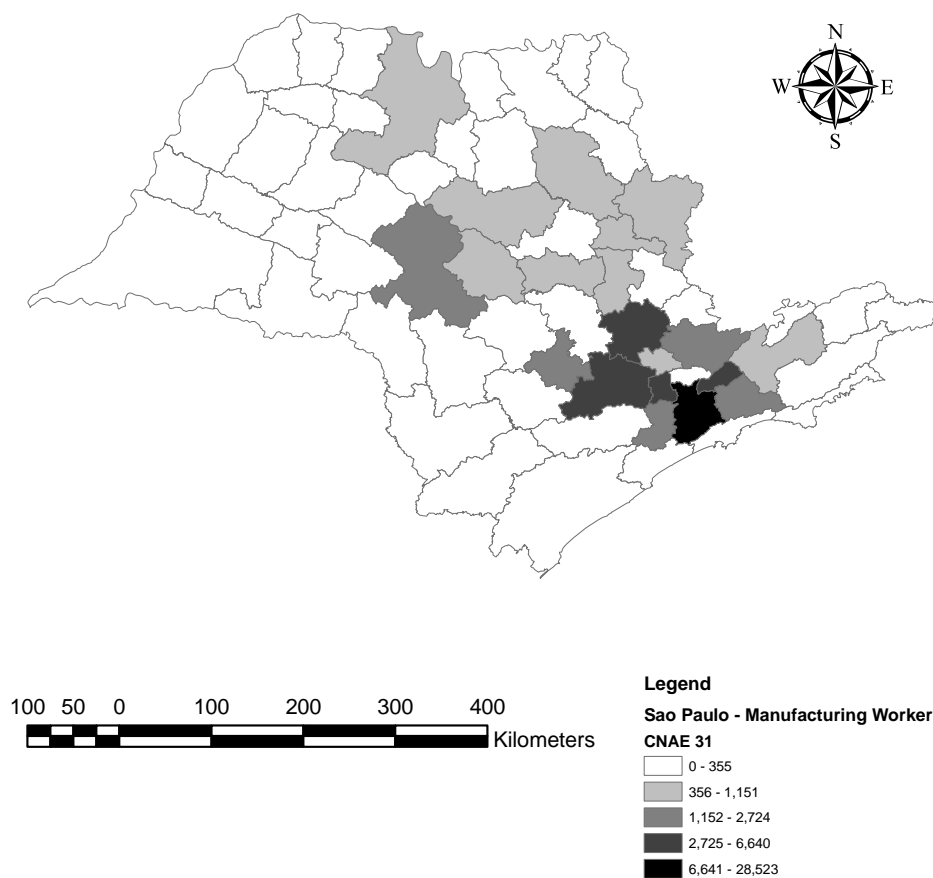 N
W E
S
100 50 0 100 200 300 400
Kilometers
Legend
Sao Paulo - Manufacturing Worker
CNAE 31
0 - 355
356 - 1,151
1,152 - 2,724
2,725 - 6,640
6,641 - 28,523